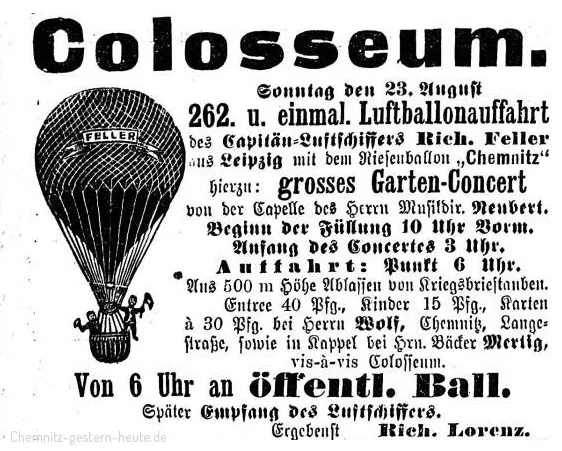 Colosseum.
Sonntag den 23. August
262. u. einmal. Luftballonauffahrt
FELLER
des Capitän-Luftschiffers Rich. Feller
aus Leipzig mit dem Riesenballon „Chemnitz“
hierzu: grosses Garten-Concert
von der Capelle des Herrn Musikdir. Neubert.
Beginn der Füllung 10 Uhr Vorm.
Anfang des Concertes 3 Uhr.
Auffahrt: Punkt 6 Uhr.
Aus 500 m Höhe Ablassen von Kriegsbrieftauben.
Entree 40 Pfg., Kinder 15 Pfg., Karten
à 30 Pfg. bei Herrn Wolf, Chemnitz, Lange-
straße, sowie in Kappel bei Hrn. Bäcker Mertig,
vis-à-vis Colosseum.
Von 6 Uhr an öffentl. Ball.
Später Empfang des Luftschiffers.
Ergebenst Rich. Lorenz.
Chemnitz-gestern-heute.de